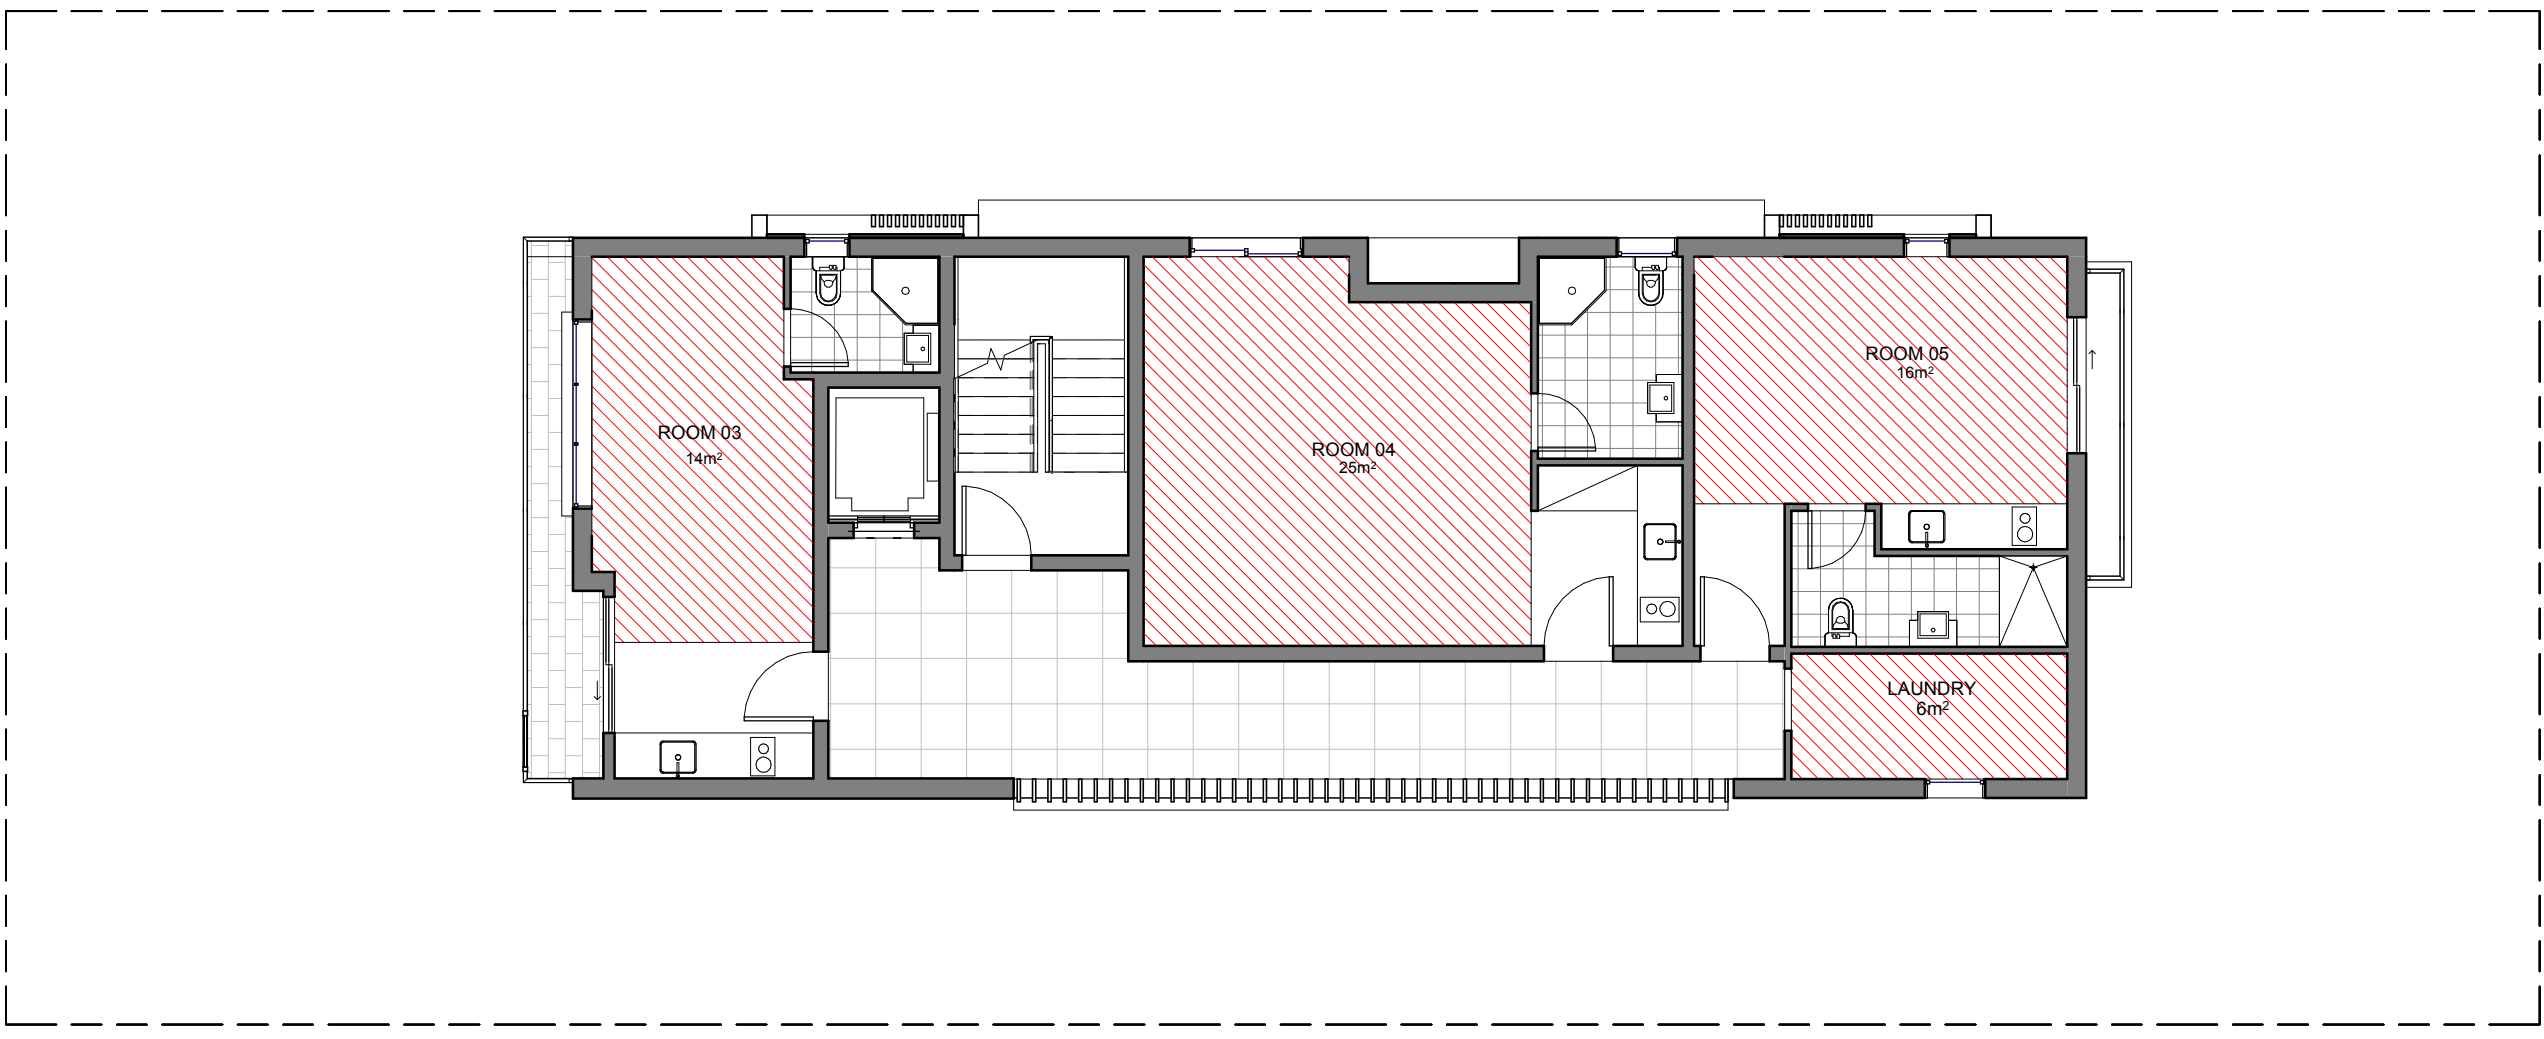 ROOM 03
14m²
ROOM 04
25m²
ROOM 05
16m²
LAUNDRY
6m²